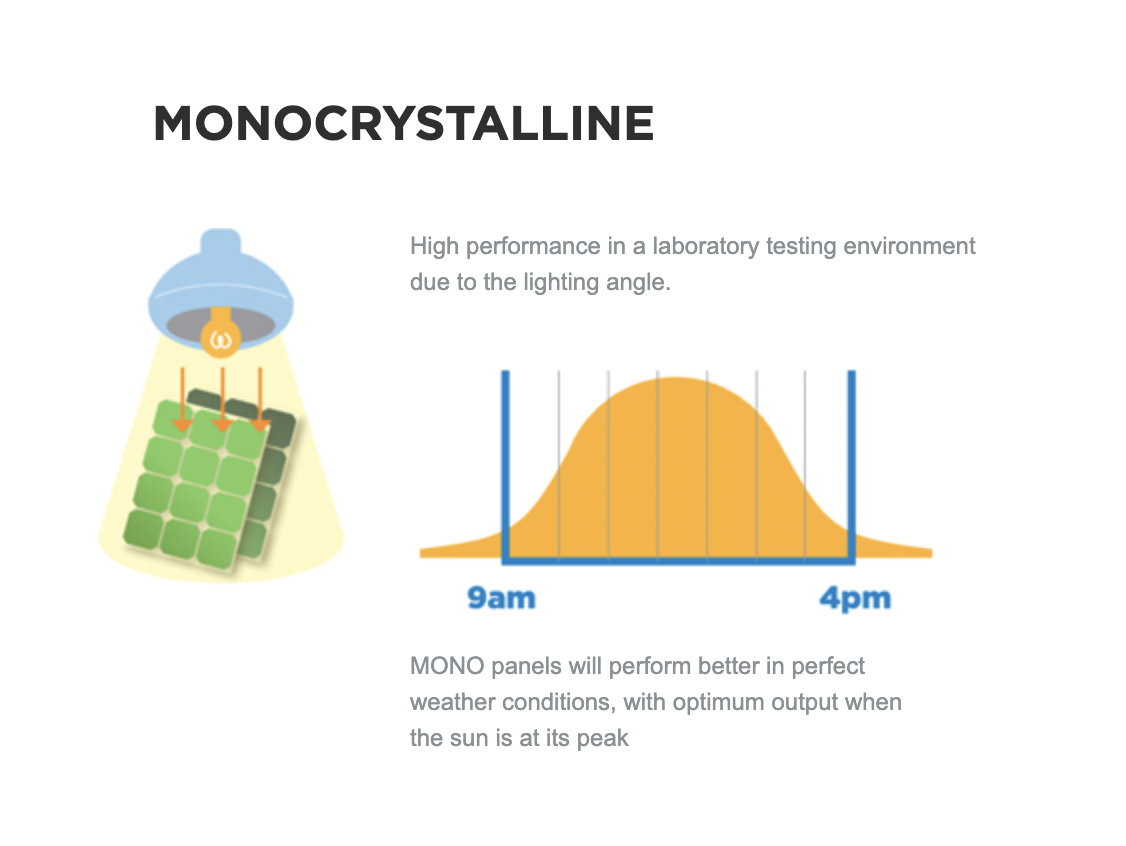 MONOCRYSTALLINE
High performance in a laboratory testing environment
due to the lighting angle.
9am
4pm
MONO panels will perform better in perfect
weather conditions, with optimum output when
the sun is at its peak